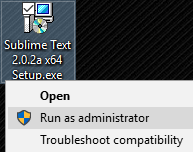 Sublime Text
2.0.2a x64
Setup.exe
Open
Run as administrator
Troubleshoot compatibility